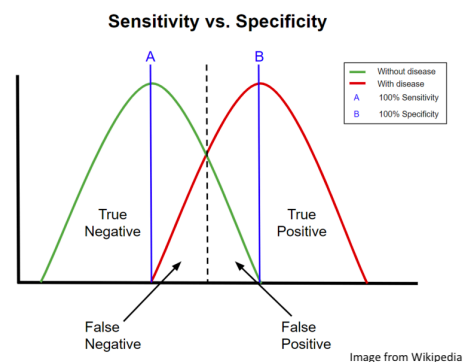 Sensitivity vs. Specificity
A
B
Without disease
With disease
A 100% Sensitivity
B 100% Specificity
True
Negative
True
Positive
False
Negative
False
Positive
Image from Wikipedia